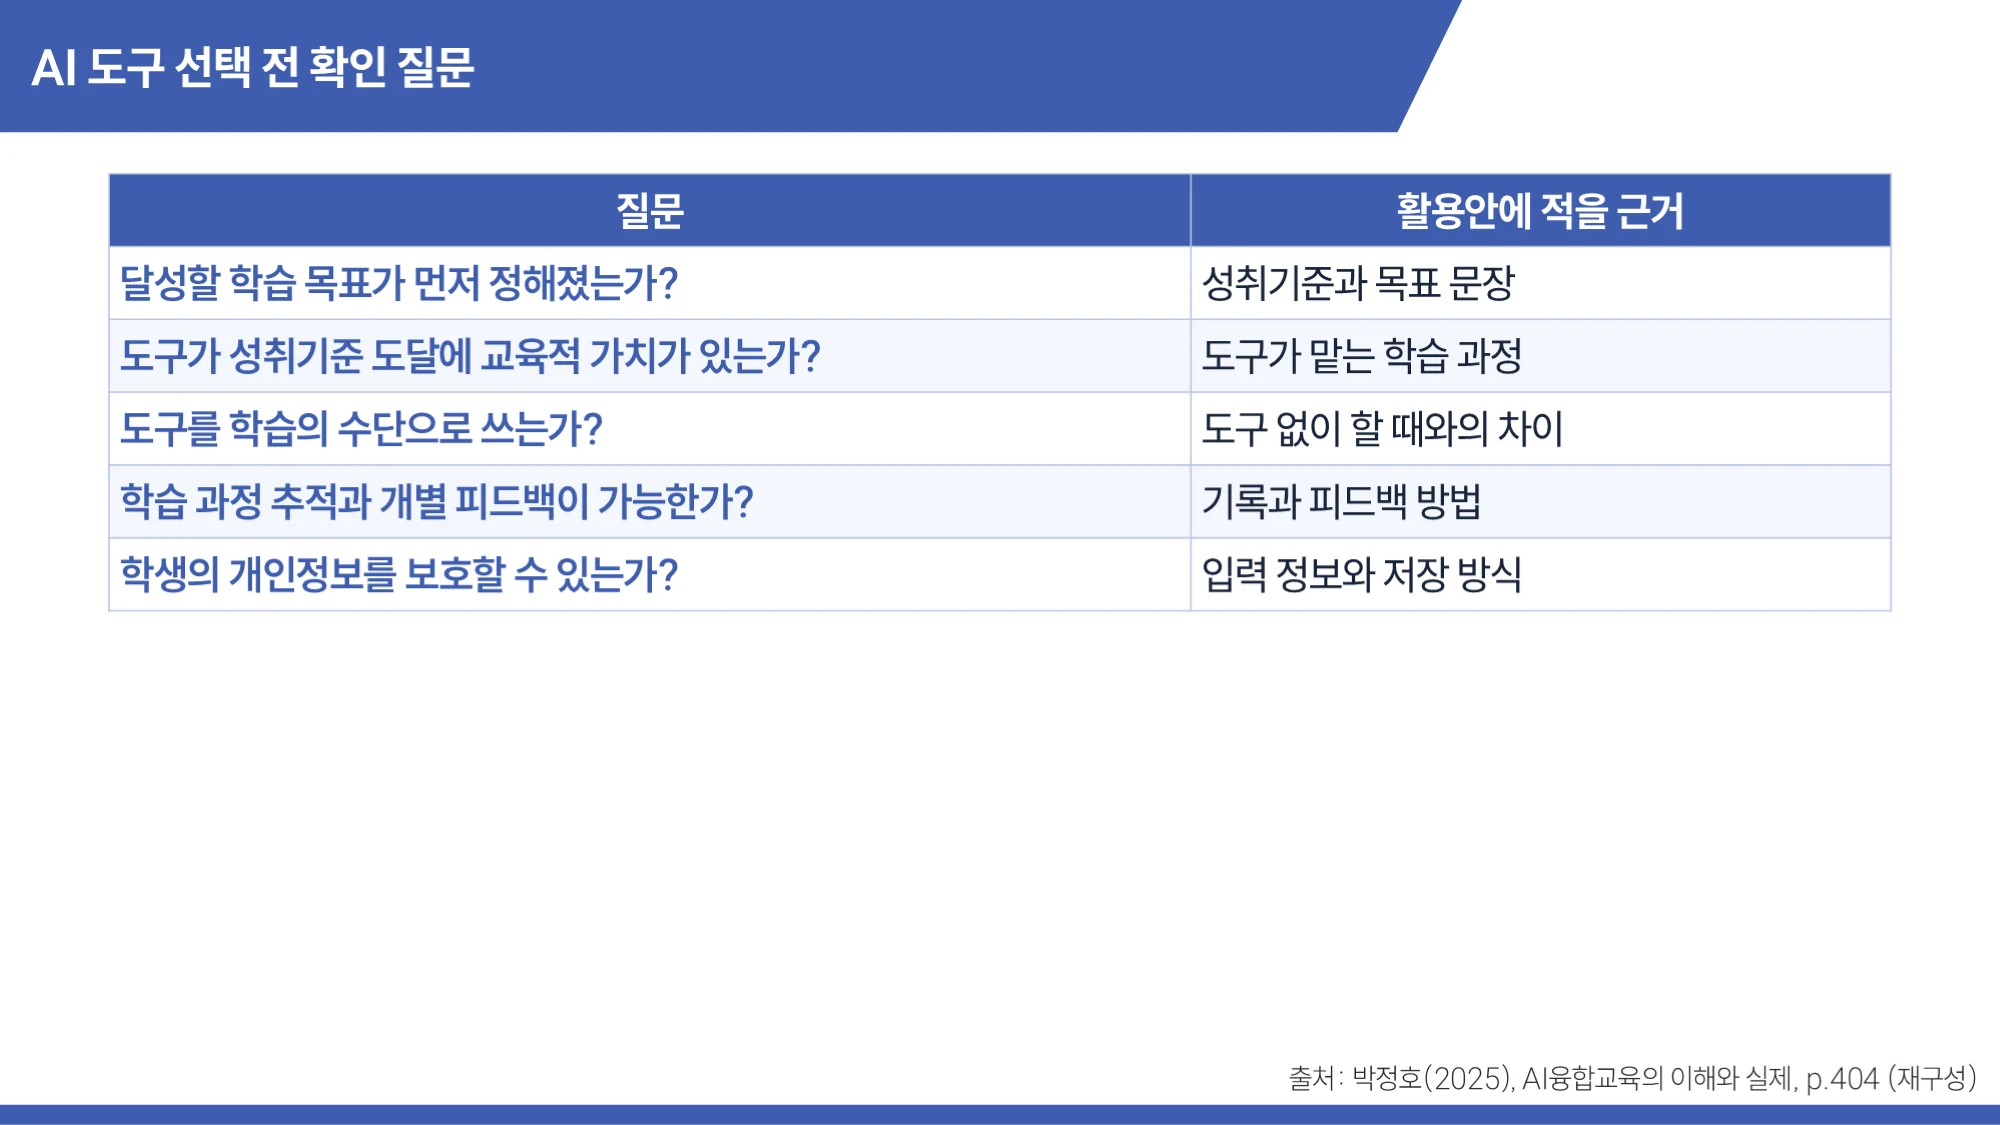 AI 도구 선택 전 확인 질문
질문 활용안에 적을 근거
달성할 학습 목표가 먼저 정해졌는가? 성취기준과 목표 문장
도구가 성취기준 도달에 교육적 가치가 있는가? 도구가 맡는 학습 과정
도구를 학습의 수단으로 쓰는가? 도구 없이 할 때와의 차이
학습 과정 추적과 개별 피드백이 가능한가? 기록과 피드백 방법
학생의 개인정보를 보호할 수 있는가? 입력 정보와 저장 방식
출처: 박정호(2025), AI융합교육의 이해와 실제, p.404 (재구성)